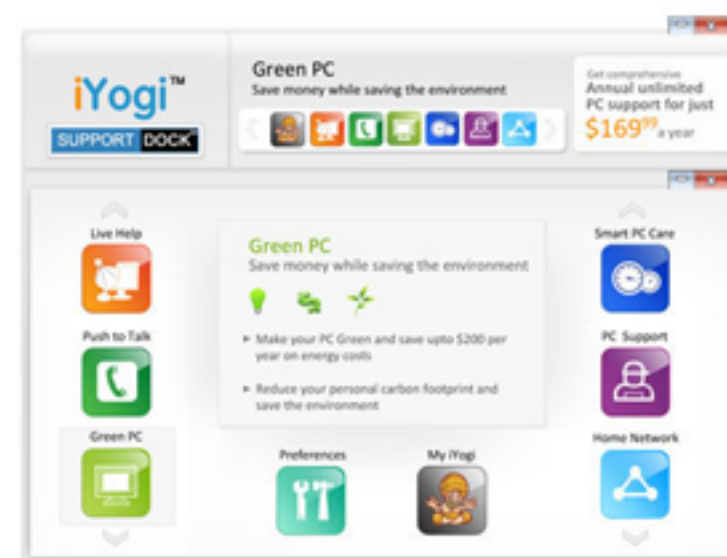 iYogi™
SUPPORT DOCK™
Green PC
Save money while saving the environment
Get comprehensive
Annual unlimited
PC support for just
$169⁹⁹ a year
Live Help
Push to Talk
Green PC
Green PC
Save money while saving the environment
▸ Make your PC Green and save upto $200 per
year on energy costs
▸ Reduce your personal carbon footprint and
save the environment
Preferences
My iYogi
Smart PC Care
PC Support
Home Network